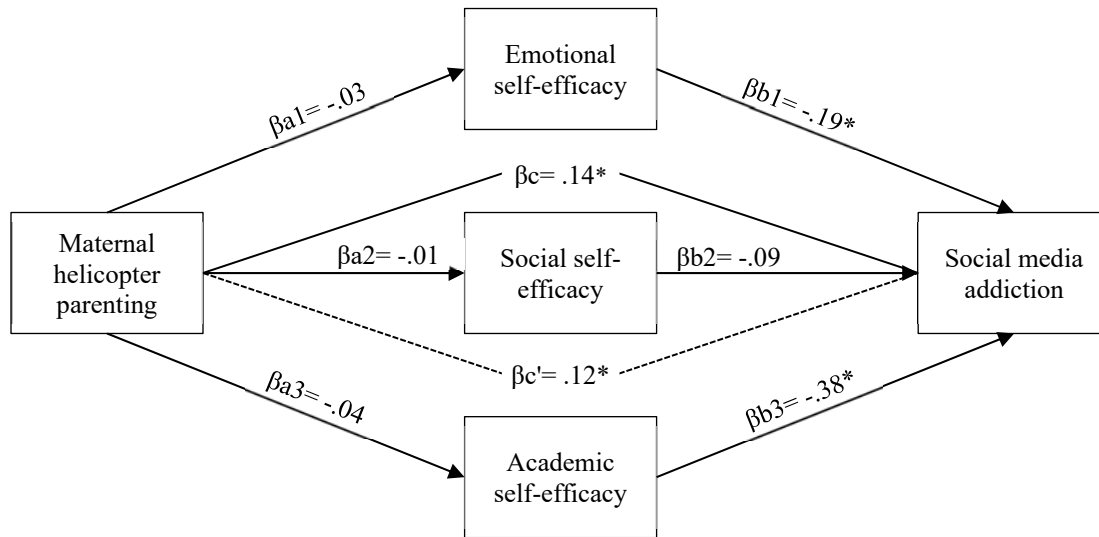 Emotional
self-efficacy
βa1= -.03
βb1= -.19*
βc= .14*
Maternal
helicopter
parenting
βa2= -.01
Social self-
efficacy
βb2= -.09
Social media
addiction
βc'= .12*
βa3= -.04
βb3= -.38*
Academic
self-efficacy